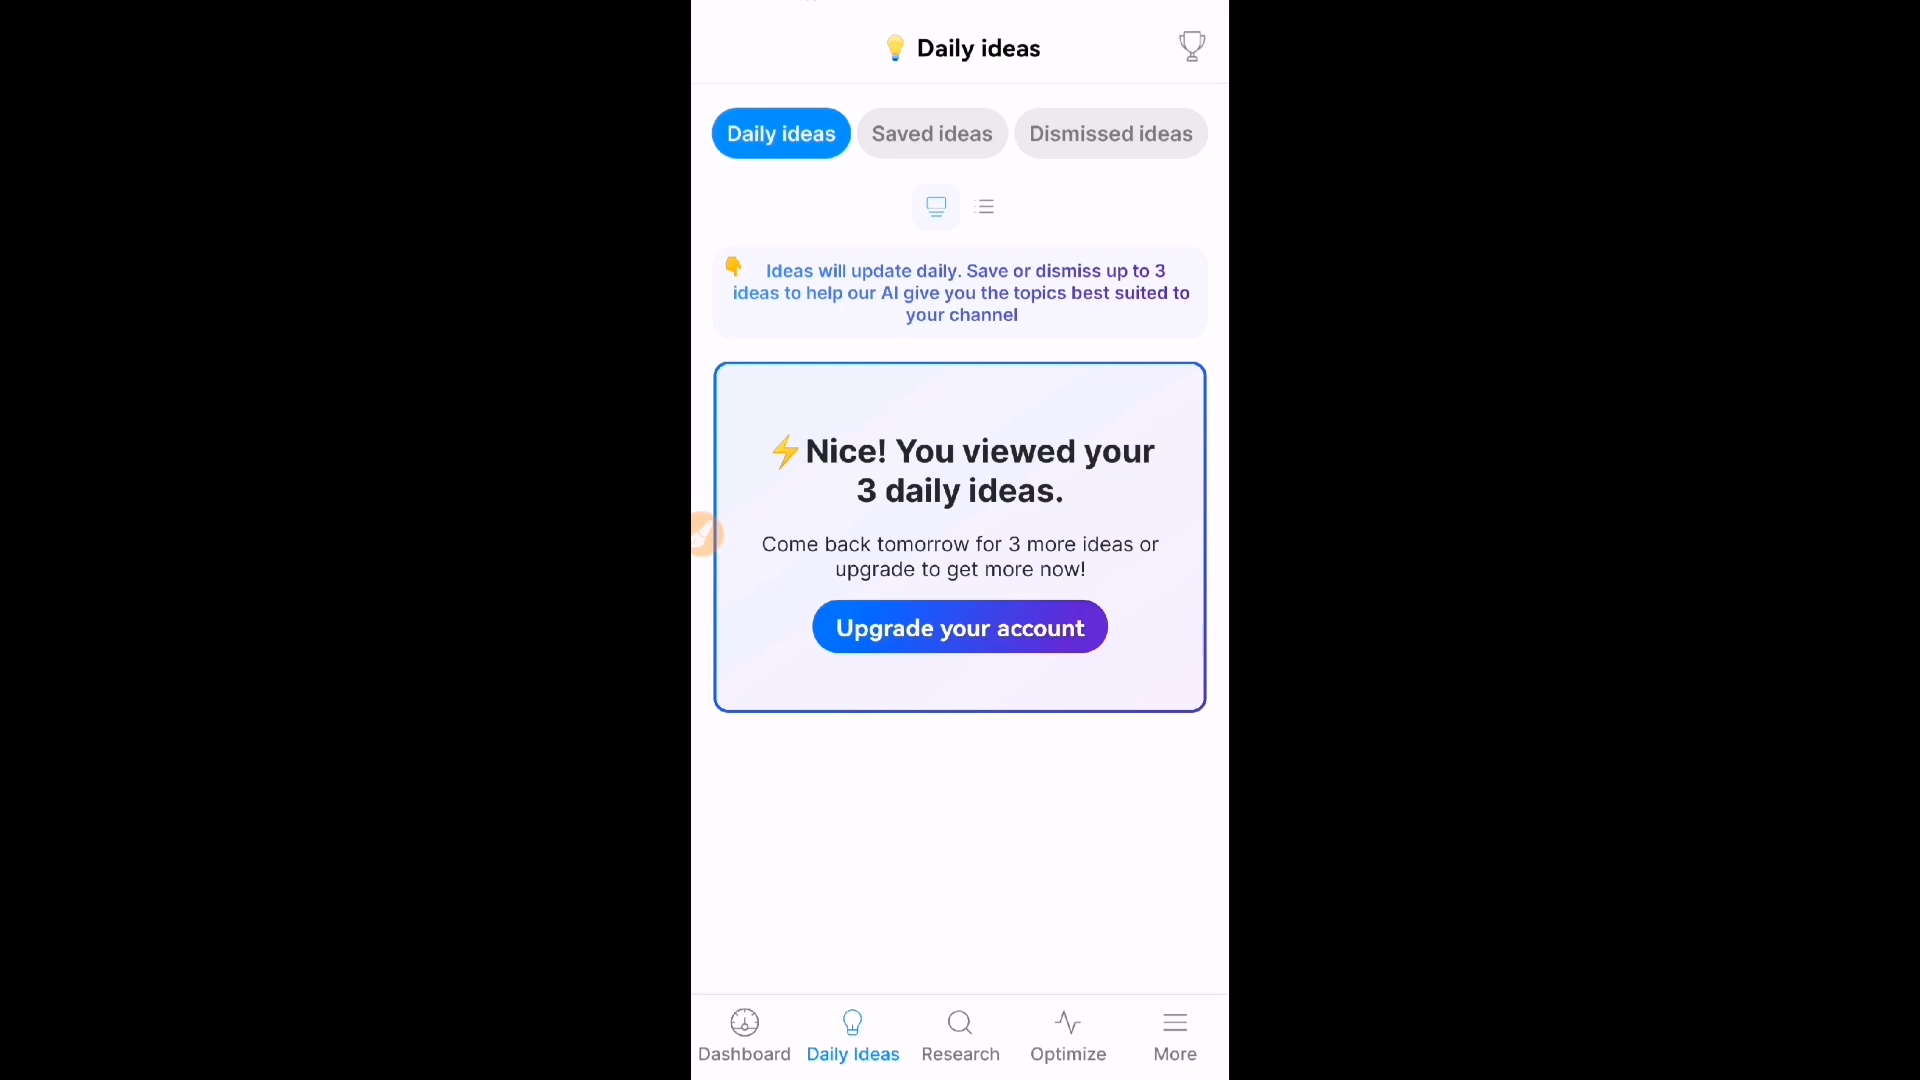 💡 Daily ideas
Daily ideas Saved ideas Dismissed ideas
👇 Ideas will update daily. Save or dismiss up to 3
ideas to help our AI give you the topics best suited to
your channel
⚡Nice! You viewed your
3 daily ideas.
Come back tomorrow for 3 more ideas or
upgrade to get more now!
Upgrade your account
Dashboard Daily Ideas Research Optimize More